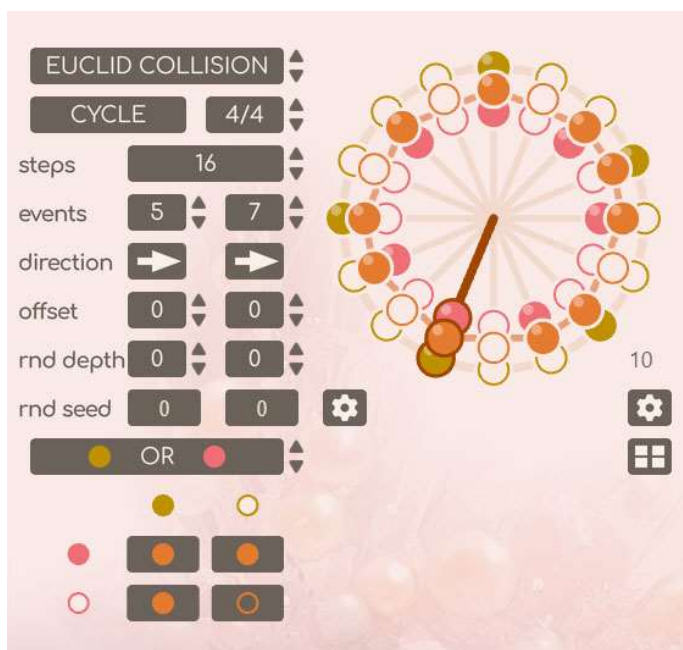 EUCLID COLLISION
CYCLE 4/4
steps 16
events 5 7
direction
offset 0 0
rnd depth 0 0
10
rnd seed 0 0
OR